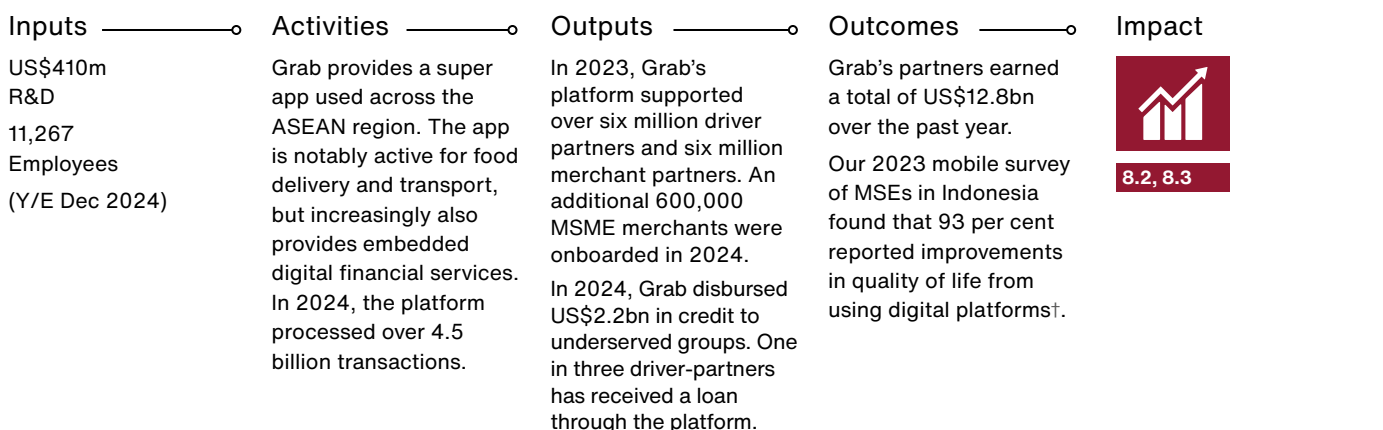 Inputs
US$410m
R&D
11,267
Employees
(Y/E Dec 2024)
Activities
Grab provides a super
app used across the
ASEAN region. The app
is notably active for food
delivery and transport,
but increasingly also
provides embedded
digital financial services.
In 2024, the platform
processed over 4.5
billion transactions.
Outputs
In 2023, Grab’s
platform supported
over six million driver
partners and six million
merchant partners. An
additional 600,000
MSME merchants were
onboarded in 2024.
In 2024, Grab disbursed
US$2.2bn in credit to
underserved groups. One
in three driver-partners
has received a loan
through the platform.
Outcomes
Grab’s partners earned
a total of US$12.8bn
over the past year.
Our 2023 mobile survey
of MSEs in Indonesia
found that 93 per cent
reported improvements
in quality of life from
using digital platforms†.
Impact
8.2, 8.3